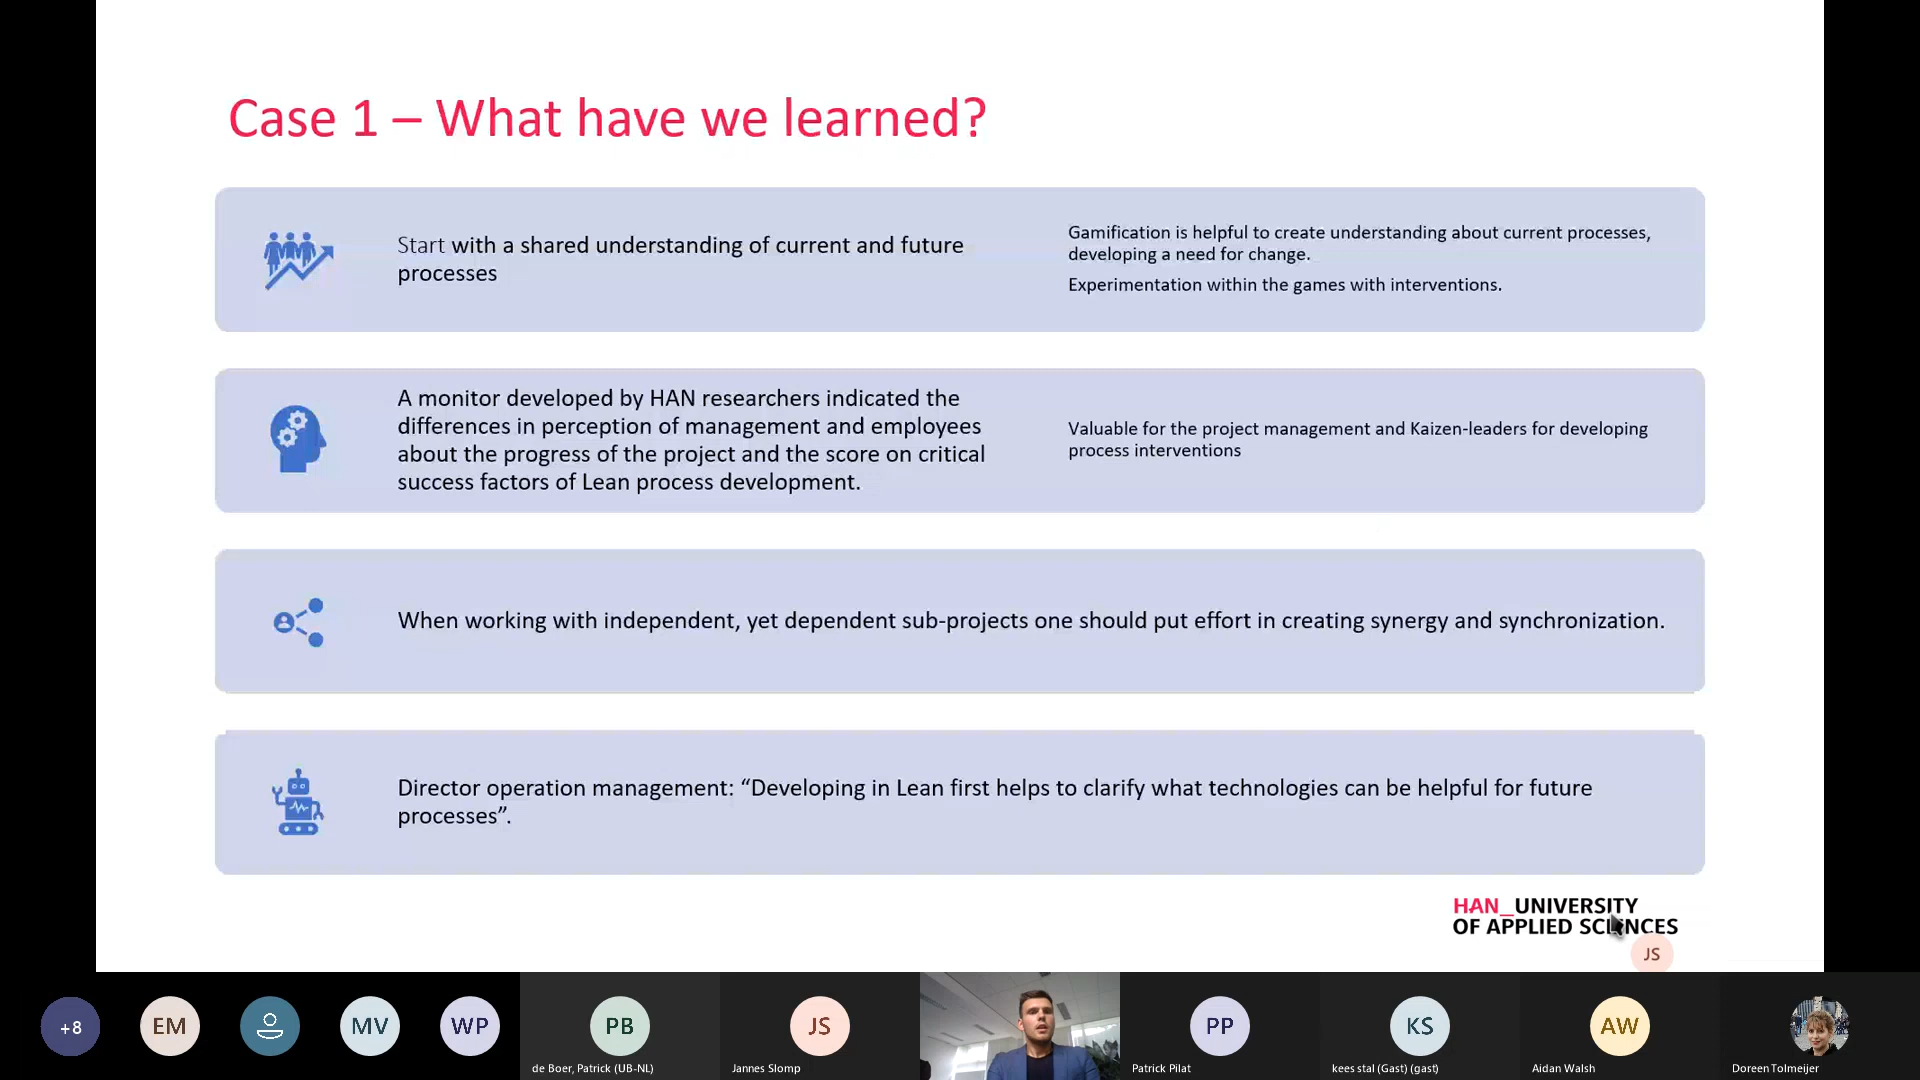 Case 1 – What have we learned?
Start with a shared understanding of current and future
processes
Gamification is helpful to create understanding about current processes,
developing a need for change.
Experimentation within the games with interventions.
A monitor developed by HAN researchers indicated the
differences in perception of management and employees
about the progress of the project and the score on critical
success factors of Lean process development.
Valuable for the project management and Kaizen-leaders for developing
process interventions
When working with independent, yet dependent sub-projects one should put effort in creating synergy and synchronization.
Director operation management: “Developing in Lean first helps to clarify what technologies can be helpful for future
processes”.
HAN_UNIVERSITY
OF APPLIED SCIENCES
JS
+8
EM
MV
WP
PB
JS
PP
KS
AW
de Boer, Patrick (UB-NL)
Jannes Slomp
Patrick Pilat
kees stal (Gast) (gast)
Aidan Walsh
Doreen Tolmeijer